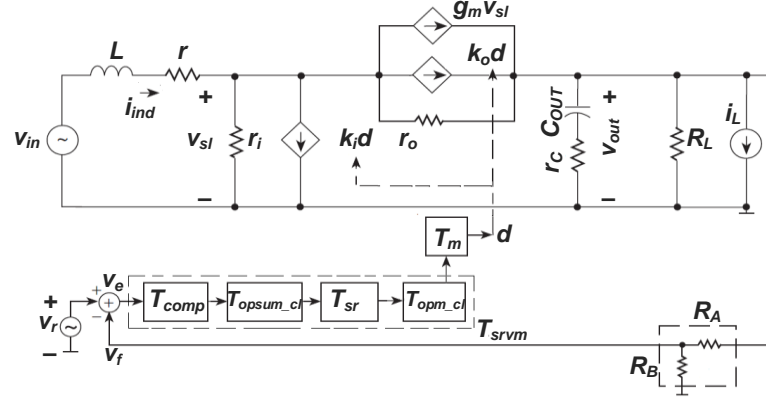 g_m v_sl
L
r
k_o d
+
i_ind
+
v_in
~
v_sl
r_i
k_i d
r_o
C_OUT
r_C
v_out
R_L
i_L
−
−
T_m
d
v_e
+
+
v_r
~
−
+
−
T_comp
T_opsum_cl
T_sr
T_opm_cl
T_srvm
v_f
R_A
R_B